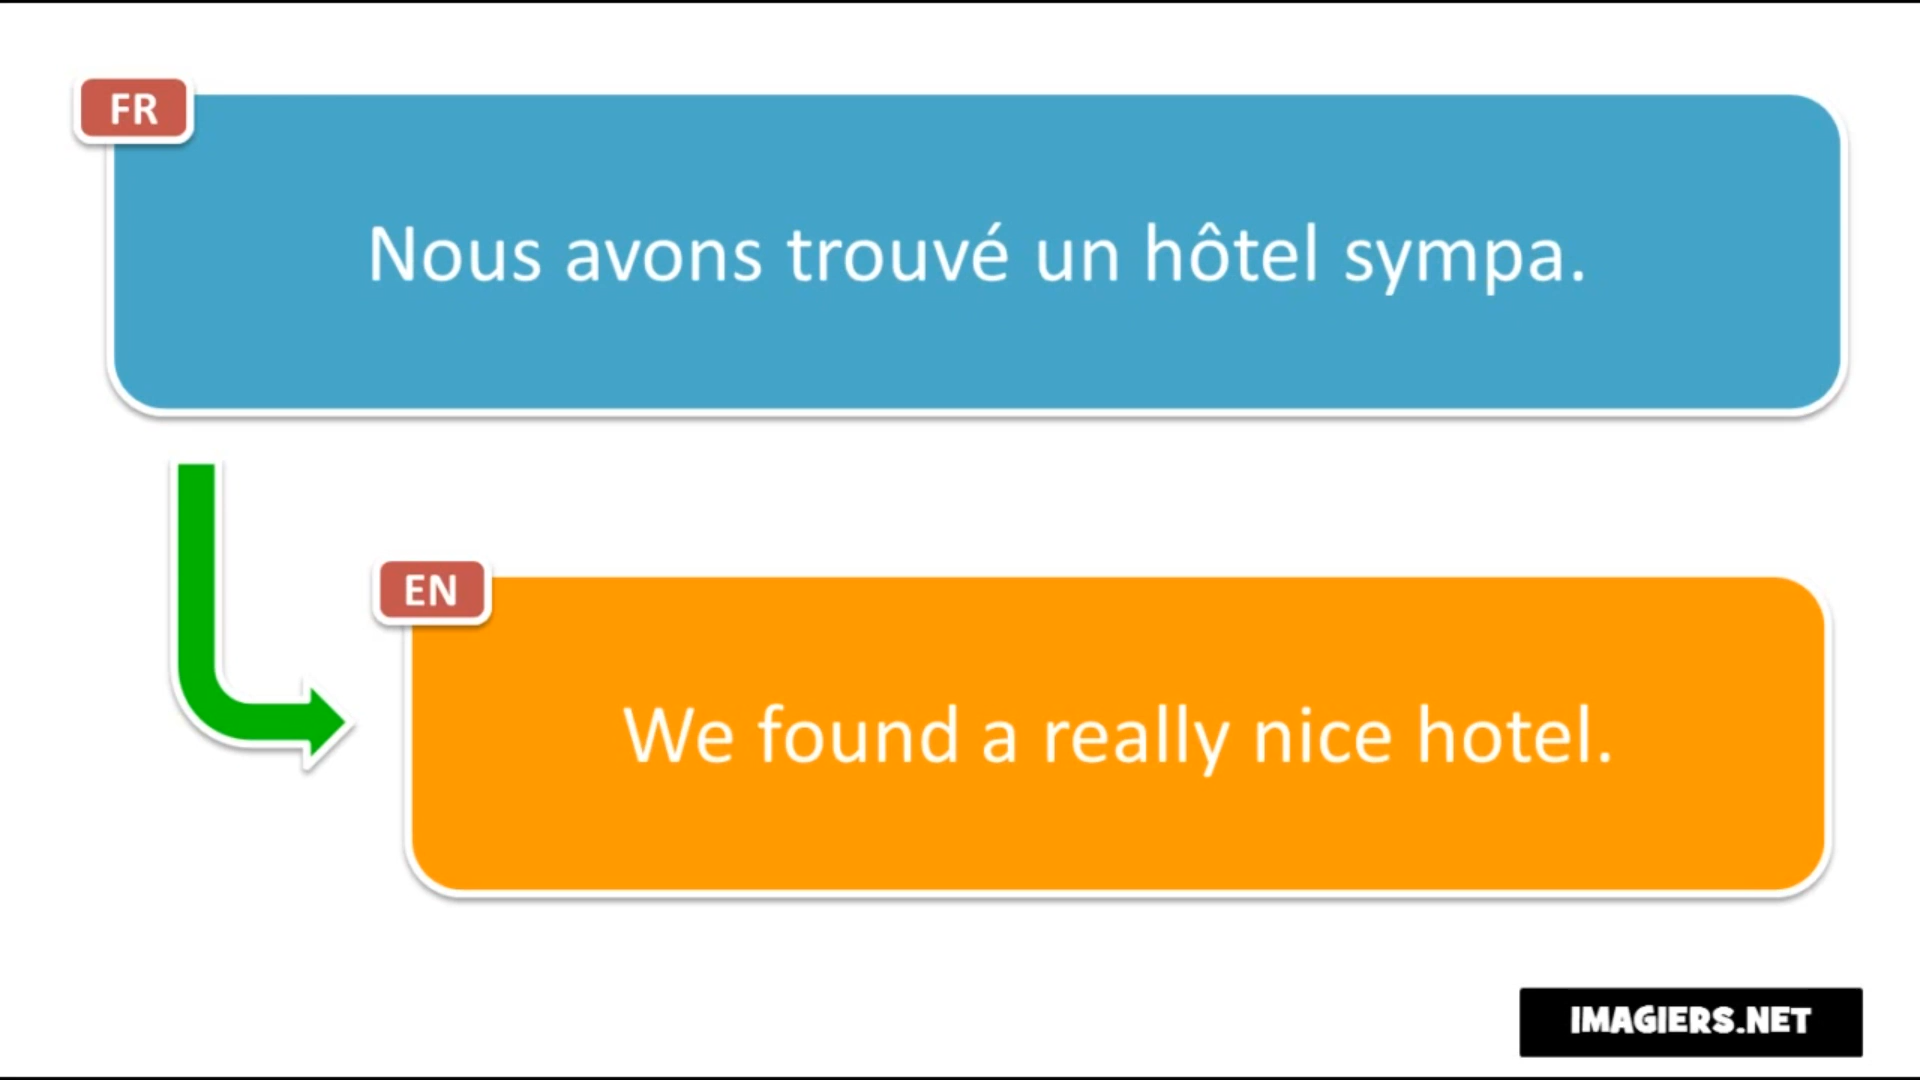 FR
Nous avons trouvé un hôtel sympa.
EN
We found a really nice hotel.
IMAGIERS.NET